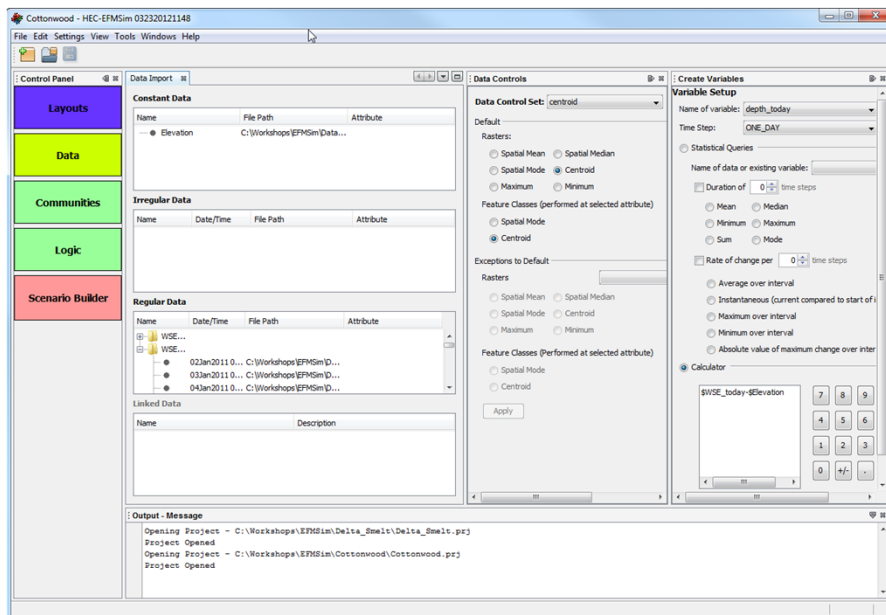 Cottonwood - HEC-EFMSim 032320121148
File Edit Settings View Tools Windows Help
Control Panel
Layouts
Data
Communities
Logic
Scenario Builder
Data Import
Constant Data
Name File Path Attribute
Elevation C:\Workshops\EFMSim\Data...
Irregular Data
Name Date/Time File Path Attribute
Regular Data
Name Date/Time File Path Attribute
WSE...
WSE...
02Jan2011 0... C:\Workshops\EFMSim\D...
03Jan2011 0... C:\Workshops\EFMSim\D...
04Jan2011 0... C:\Workshops\EFMSim\D...
Linked Data
Name Description
Data Controls
Data Control Set: centroid
Default
Rasters:
Spatial Mean Spatial Median
Spatial Mode Centroid
Maximum Minimum
Feature Classes (performed at selected attribute)
Spatial Mode
Centroid
Exceptions to Default
Rasters
Spatial Mean Spatial Median
Spatial Mode Centroid
Maximum Minimum
Feature Classes (Performed at selected attribute)
Spatial Mode
Centroid
Apply
Create Variables
Variable Setup
Name of variable: depth_today
Time Step: ONE_DAY
Statistical Queries
Name of data or existing variable:
Duration of 0 time steps
Mean Median
Minimum Maximum
Sum Mode
Rate of change per 0 time steps
Average over interval
Instantaneous (current compared to start of i
Maximum over interval
Minimum over interval
Absolute value of maximum change over inter
Calculator
$WSE_today-$Elevation
7 8 9
4 5 6
1 2 3
0 +/- .
Output - Message
Opening Project - C:\Workshops\EFMSim\Delta_Smelt\Delta_Smelt.prj
Project Opened
Opening Project - C:\Workshops\EFMSim\Cottonwood\Cottonwood.prj
Project Opened